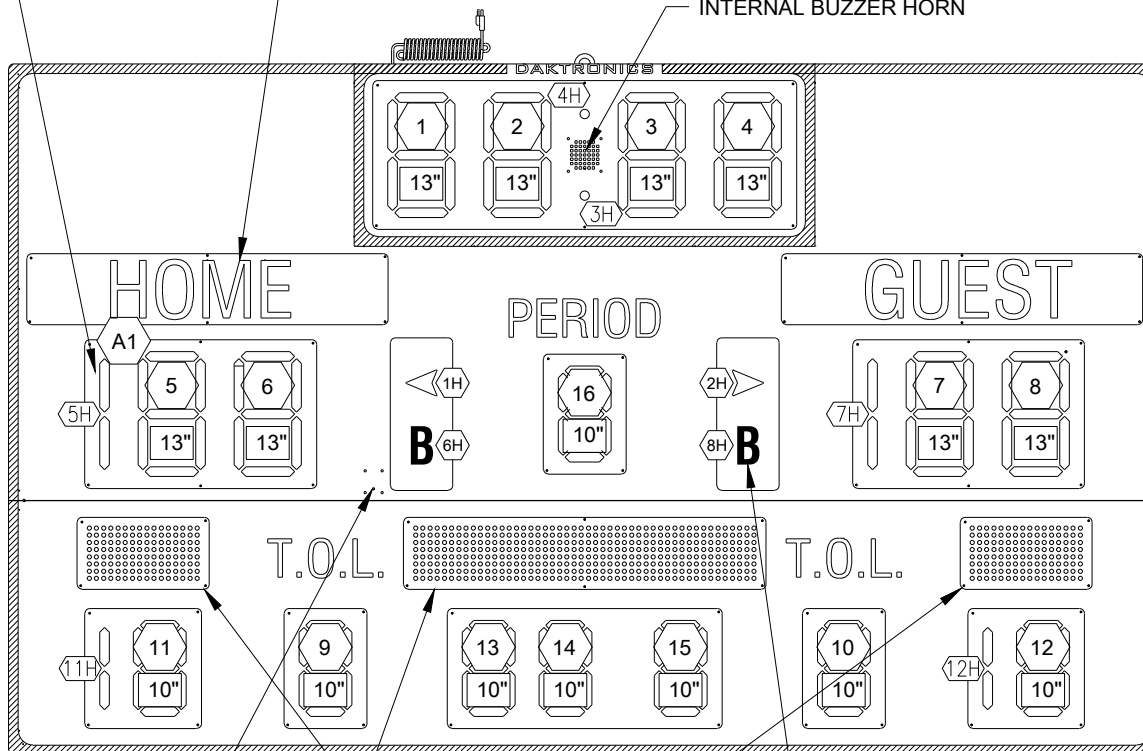 INTERNAL BUZZER HORN
DAKTRONICS
4H
1 2 3 4
13" 13" 13" 13"
3H
HOME GUEST
PERIOD
A1
5 6 1H 16 2H 7 8
5H 7H
13" 13" B 6H 10" 8H B 13" 13"
T.O.L. T.O.L.
11 9 13 14 15 10 12
11H 12H
10" 10" 10" 10" 10" 10" 10"